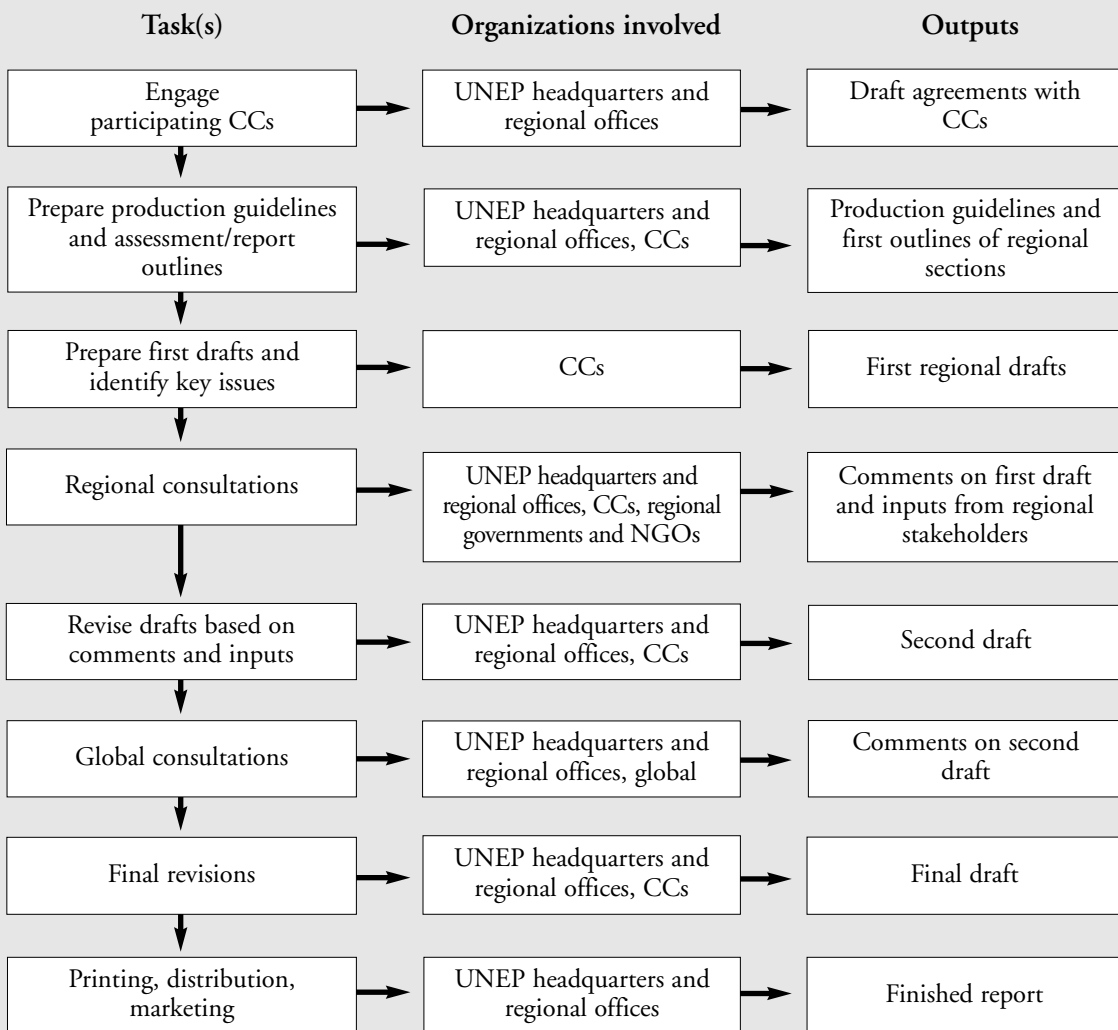 Task(s)
Organizations involved
Outputs
Engage
participating CCs
UNEP headquarters and
regional offices
Draft agreements with
CCs
Prepare production guidelines
and assessment/report
outlines
UNEP headquarters and
regional offices, CCs
Production guidelines and
first outlines of regional
sections
Prepare first drafts and
identify key issues
CCs
First regional drafts
Regional consultations
UNEP headquarters and
regional offices, CCs, regional
governments and NGOs
Comments on first draft
and inputs from regional
stakeholders
Revise drafts based on
comments and inputs
UNEP headquarters and
regional offices, CCs
Second draft
Global consultations
UNEP headquarters and
regional offices, global
Comments on second
draft
Final revisions
UNEP headquarters and
regional offices, CCs
Final draft
Printing, distribution,
marketing
UNEP headquarters and
regional offices
Finished report